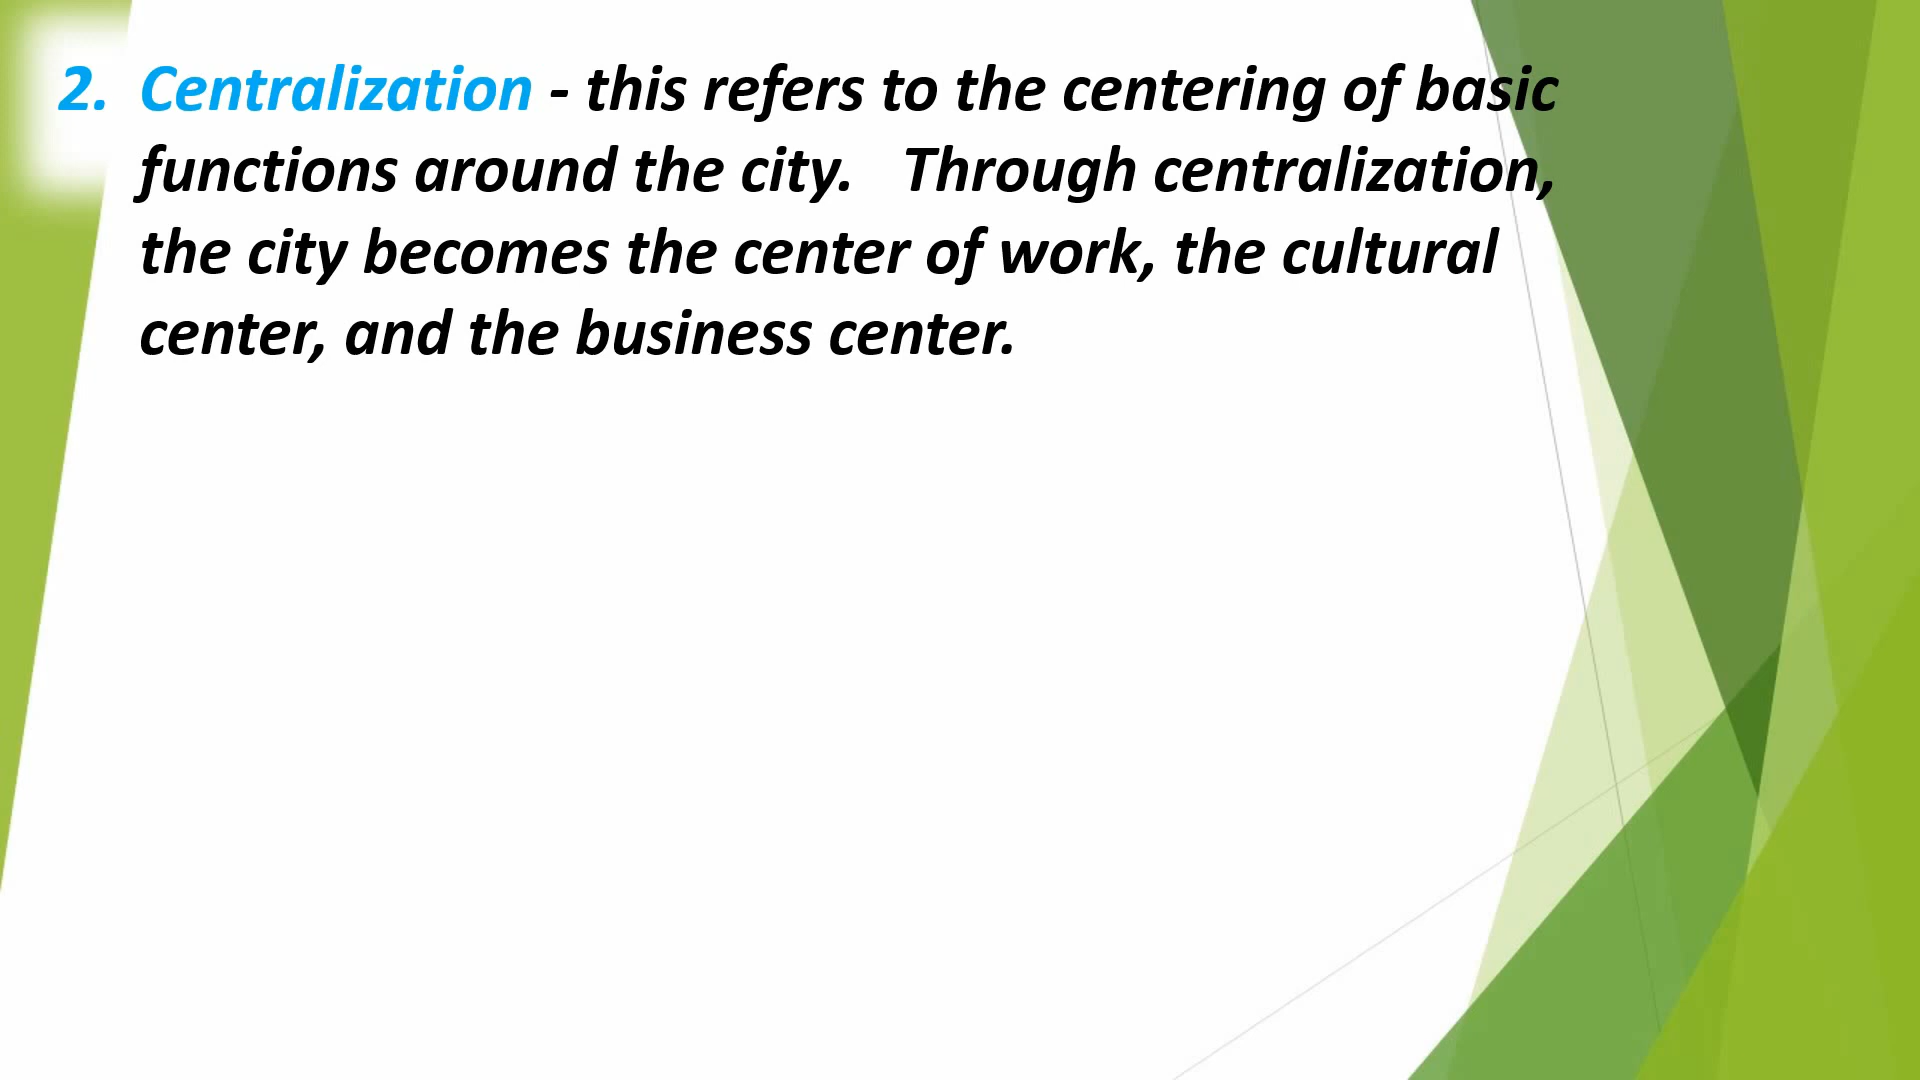 2. Centralization - this refers to the centering of basic
functions around the city. Through centralization,
the city becomes the center of work, the cultural
center, and the business center.